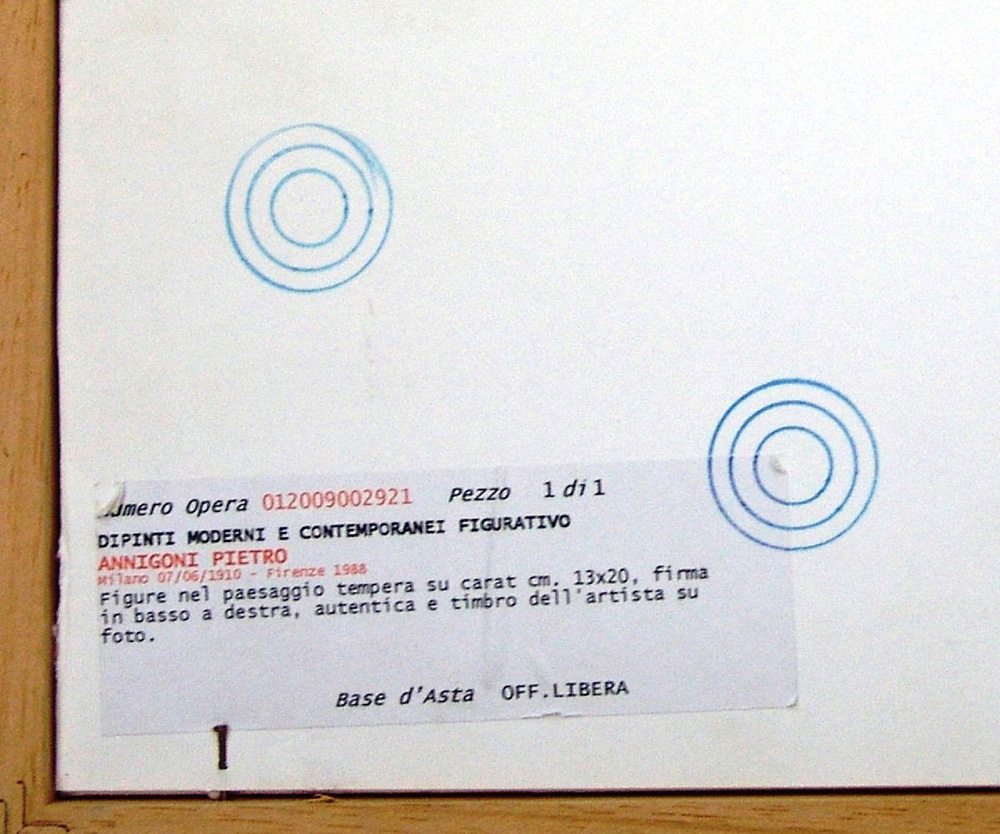 umero Opera 012009002921 Pezzo 1 di 1
DIPINTI MODERNI E CONTEMPORANEI FIGURATIVO
ANNIGONI PIETRO
Milano 07/06/1910 - Firenze 1988
Figure nel paesaggio tempera su carat cm. 13x20, firma
in basso a destra, autentica e timbro dell'artista su
foto.
Base d'Asta OFF.LIBERA